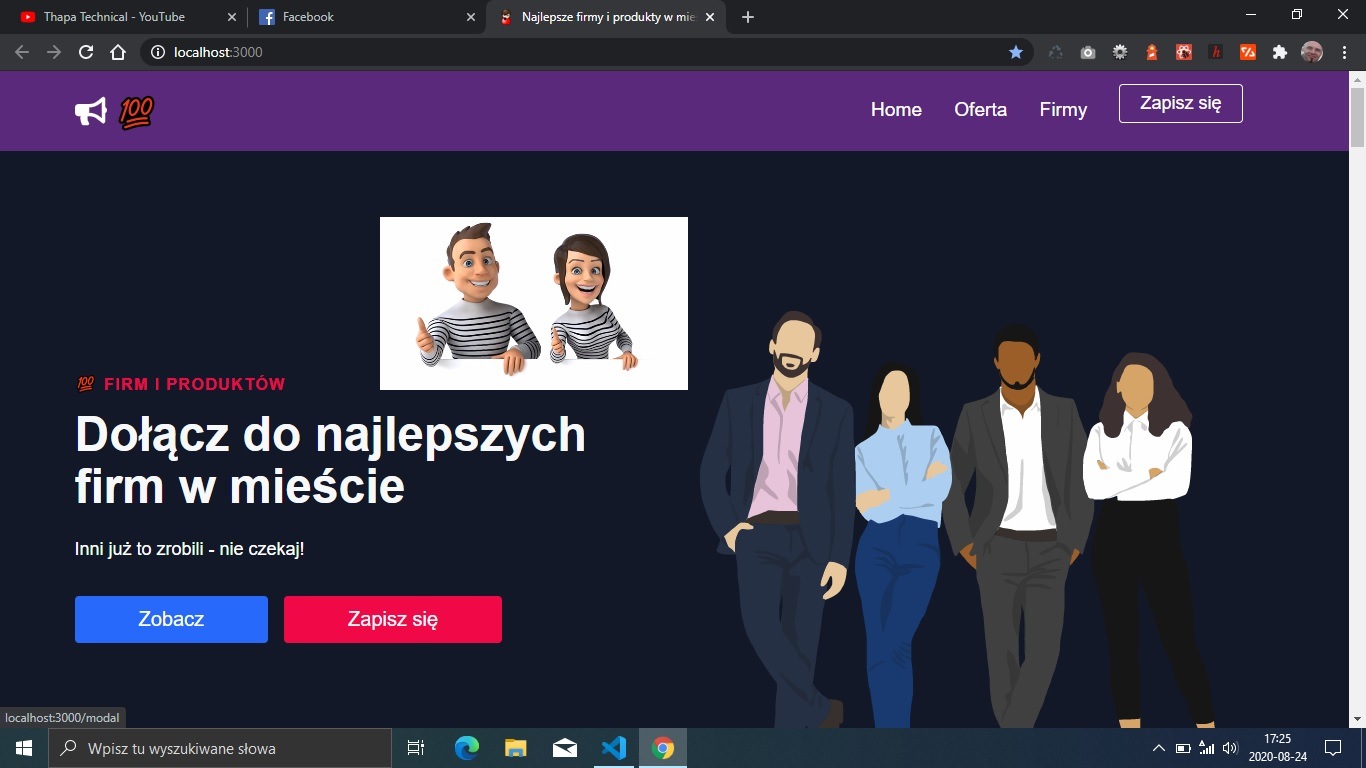 Thapa Technical - YouTube
Facebook
Najlepsze firmy i produkty w mie
localhost:3000
💯
Home
Oferta
Firmy
Zapisz się
💯 FIRM I PRODUKTÓW
Dołącz do najlepszych
firm w mieście
Inni już to zrobili - nie czekaj!
Zobacz
Zapisz się
localhost:3000/modal
Wpisz tu wyszukiwane słowa
17:25
2020-08-24